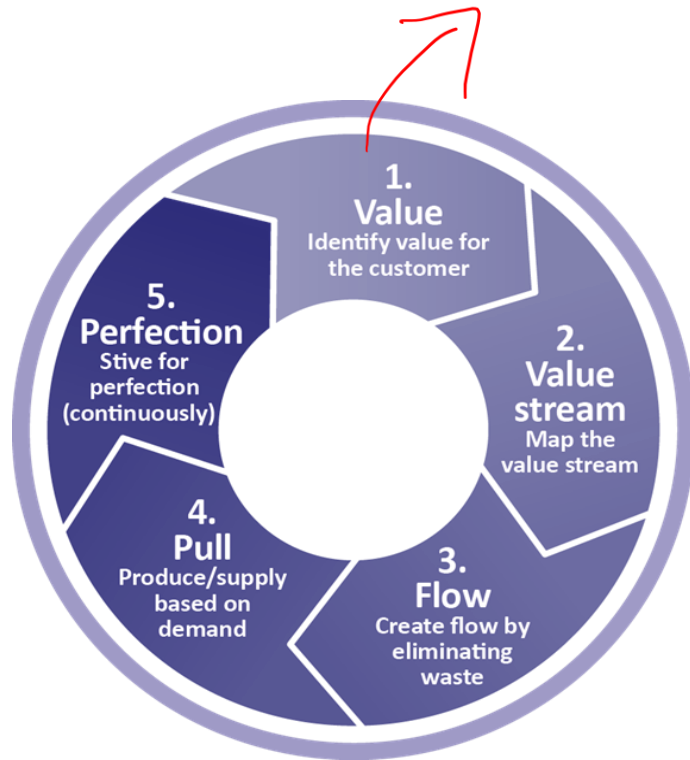 1.
Value
Identify value for
the customer
2.
Value
stream
Map the
value stream
3.
Flow
Create flow by
eliminating
waste
4.
Pull
Produce/supply
based on
demand
5.
Perfection
Stive for
perfection
(continuously)